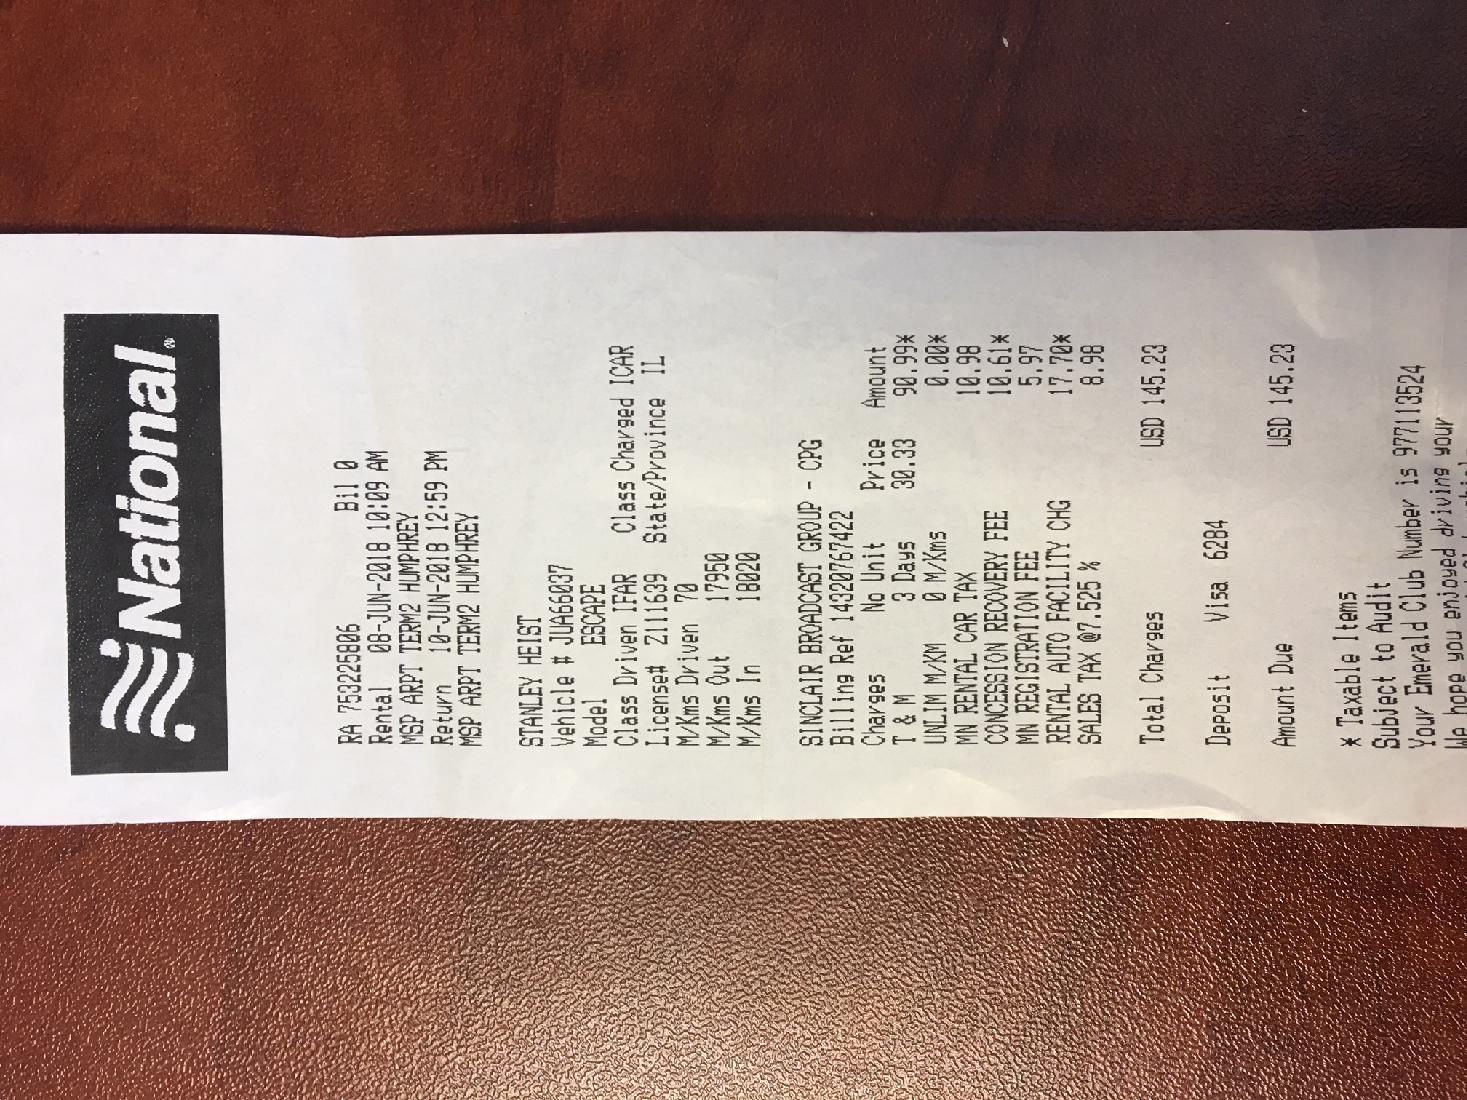 National
RA 753225806 Bil 0
Rental 08-JUN-2018 10:09 AM
MSP ARPT TERM2 HUMPHREY
Return 10-JUN-2018 12:59 PM
MSP ARPT TERM2 HUMPHREY
STANLEY HEIST
Vehicle # JUA66037
Model ESCAPE
Class Driven IFAR Class Charged ICAR
License# Z111639 State/Province IL
M/Kms Driven 70
M/Kms Out 17950
M/Kms In 18020
SINCLAIR BROADCAST GROUP - CPG
Billing Ref 14320767422
Charges No Unit Price Amount
T & M 3 Days 30.33 90.99*
UNLIM M/KM 0 M/Kms 0.00*
MN RENTAL CAR TAX 10.98
CONCESSION RECOVERY FEE 10.61*
MN REGISTRATION FEE 5.97
RENTAL AUTO FACILITY CHG 17.70*
SALES TAX @7.525 % 8.98
Total Charges USD 145.23
Deposit Visa 6284
Amount Due USD 145.23
* Taxable Items
Subject to Audit
Your Emerald Club Number is 977113524
We hope you enjoyed driving your